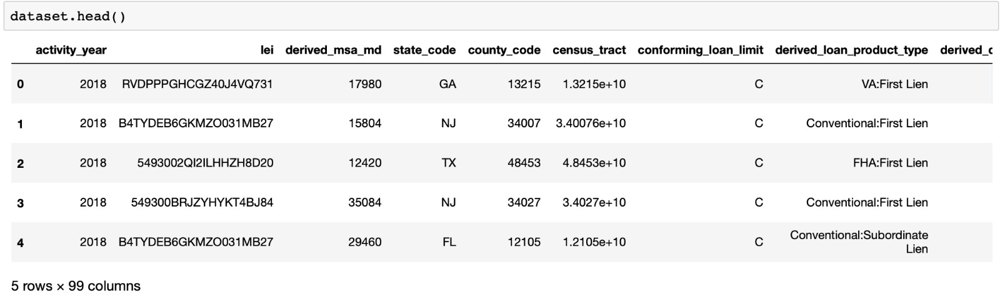 dataset.head()
activity_year lei derived_msa_md state_code county_code census_tract conforming_loan_limit derived_loan_product_type derived_d
0 2018 RVDPPPGHCGZ40J4VQ731 17980 GA 13215 1.3215e+10 C VA:First Lien
1 2018 B4TYDEB6GKMZO031MB27 15804 NJ 34007 3.40076e+10 C Conventional:First Lien
2 2018 5493002QI2ILHHZH8D20 12420 TX 48453 4.8453e+10 C FHA:First Lien
3 2018 549300BRJZYHYKT4BJ84 35084 NJ 34027 3.4027e+10 C Conventional:First Lien
4 2018 B4TYDEB6GKMZO031MB27 29460 FL 12105 1.2105e+10 C Conventional:Subordinate
Lien
5 rows × 99 columns